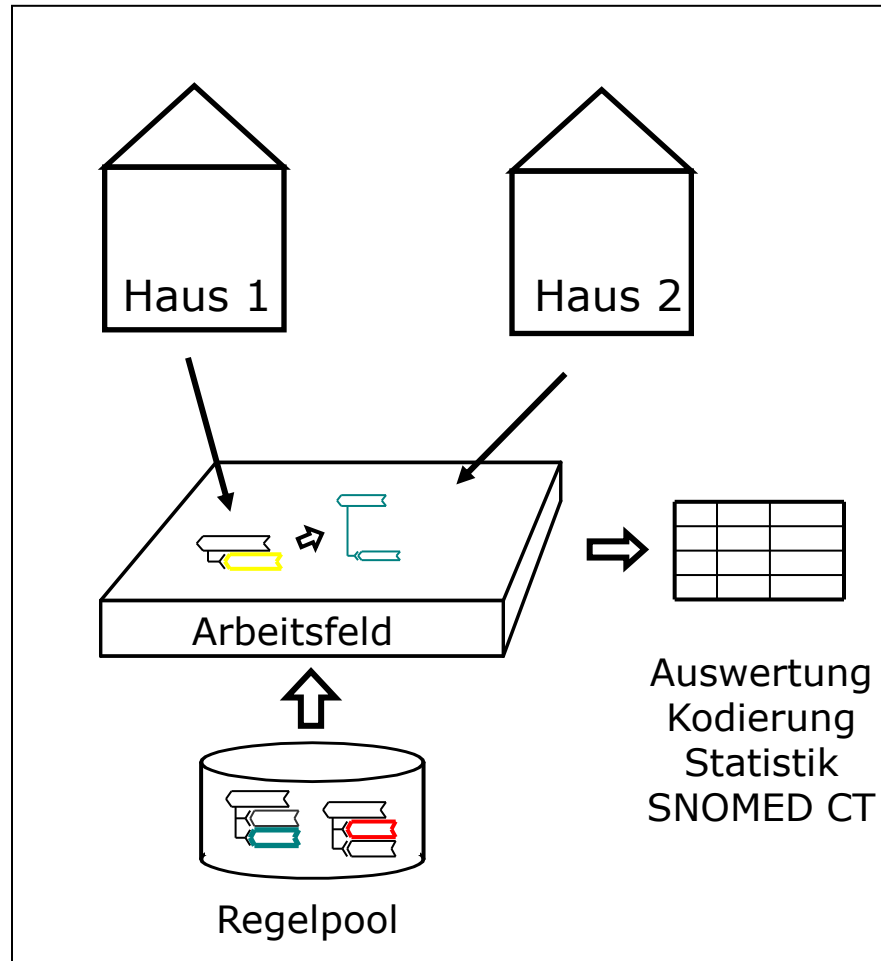 Haus 1
Haus 2
Arbeitsfeld
Auswertung
Kodierung
Statistik
SNOMED CT
Regelpool